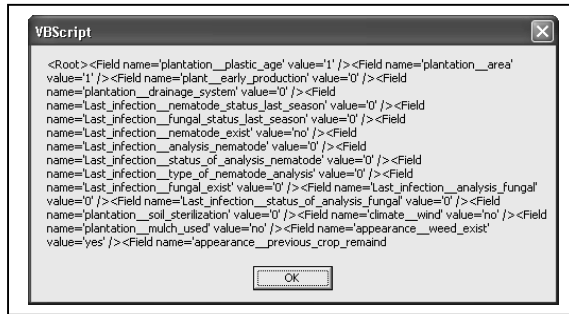 VBScript
<Root><Field name='plantation__plastic_age' value='1' /><Field name='plantation__area'
value='1' /><Field name='plant__early_production' value='0' /><Field
name='plantation__drainage_system' value='0' /><Field
name='Last_infection__nematode_status_last_season' value='0' /><Field
name='Last_infection__fungal_status_last_season' value='0' /><Field
name='Last_infection__nematode_exist' value='no' /><Field
name='Last_infection__analysis_nematode' value='0' /><Field
name='Last_infection__status_of_analysis_nematode' value='0' /><Field
name='Last_infection__type_of_nematode_analysis' value='0' /><Field
name='Last_infection__fungal_exist' value='0' /><Field name='Last_infection__analysis_fungal'
value='0' /><Field name='Last_infection__status_of_analysis_fungal' value='0' /><Field
name='plantation__soil_sterilization' value='0' /><Field name='climate__wind' value='no' /><Field
name='plantation__mulch_used' value='no' /><Field name='appearance__weed_exist'
value='yes' /><Field name='appearance__previous_crop_remaind
OK